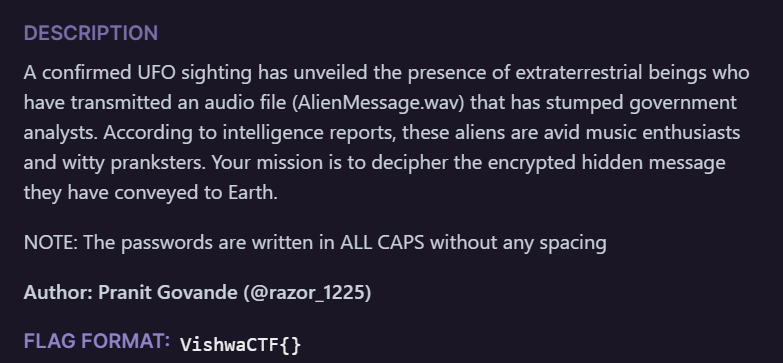 DESCRIPTION
A confirmed UFO sighting has unveiled the presence of extraterrestrial beings who
have transmitted an audio file (AlienMessage.wav) that has stumped government
analysts. According to intelligence reports, these aliens are avid music enthusiasts
and witty pranksters. Your mission is to decipher the encrypted hidden message
they have conveyed to Earth.
NOTE: The passwords are written in ALL CAPS without any spacing
Author: Pranit Govande (@razor_1225)
FLAG FORMAT: VishwaCTF{}